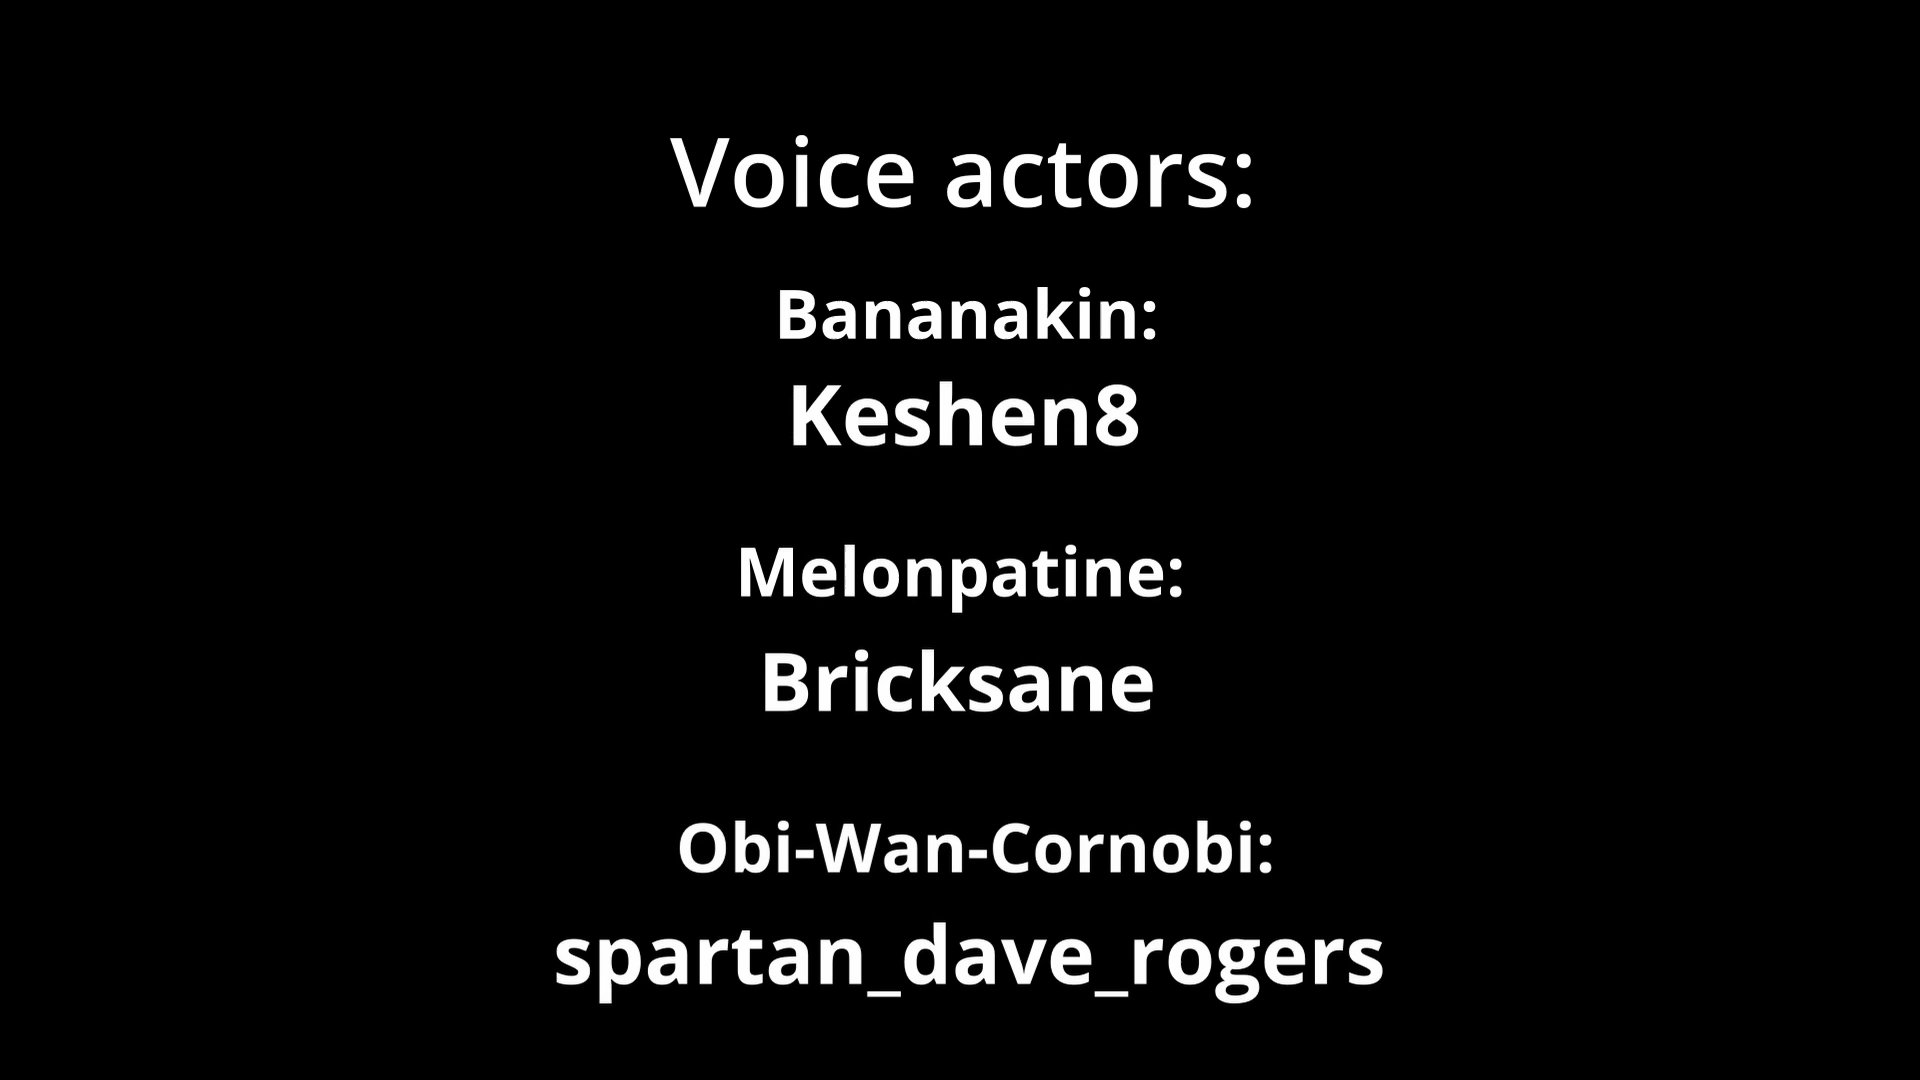 Voice actors:
Bananakin:
Keshen8
Melonpatine:
Bricksane
Obi-Wan-Cornobi:
spartan_dave_rogers